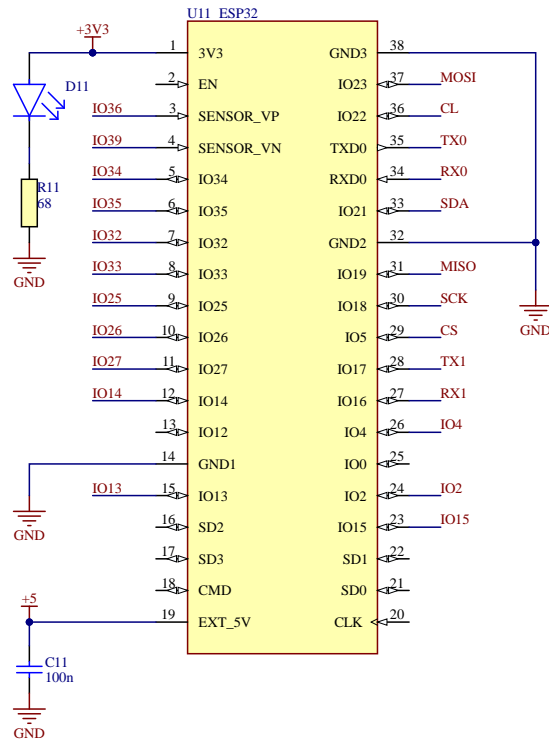 U11 ESP32
+3V3
1 3V3 GND3 38
D11
2 EN IO23 37 MOSI
IO36 3 SENSOR_VP IO22 36 CL
IO39 4 SENSOR_VN TXD0 35 TX0
IO34 5 IO34 RXD0 34 RX0
R11
68
IO35 6 IO35 IO21 33 SDA
IO32 7 IO32 GND2 32
GND
IO33 8 IO33 IO19 31 MISO
IO25 9 IO25 IO18 30 SCK
GND
IO26 10 IO26 IO5 29 CS
IO27 11 IO27 IO17 28 TX1
IO14 12 IO14 IO16 27 RX1
13 IO12 IO4 26 IO4
14 GND1 IO0 25
IO13 15 IO13 IO2 24 IO2
GND
16 SD2 IO15 23 IO15
17 SD3 SD1 22
18 CMD SD0 21
+5
19 EXT_5V CLK 20
C11
100n
GND